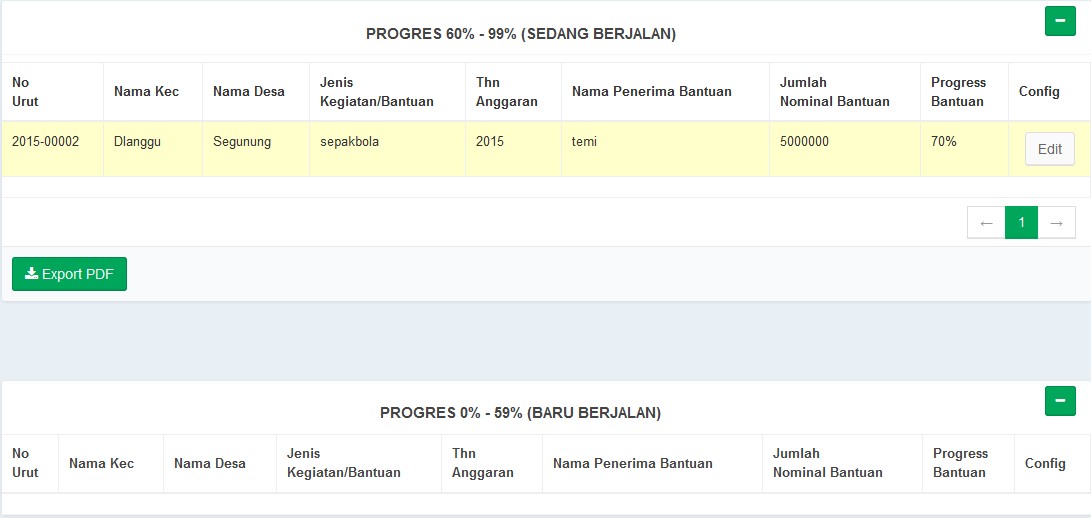 PROGRES 60% - 99% (SEDANG BERJALAN)
No Urut Nama Kec Nama Desa Jenis Kegiatan/Bantuan Thn Anggaran Nama Penerima Bantuan Jumlah Nominal Bantuan Progress Bantuan Config
2015-00002 Dlanggu Segunung sepakbola 2015 temi 5000000 70% Edit
← 1 →
Export PDF
PROGRES 0% - 59% (BARU BERJALAN)
No Urut Nama Kec Nama Desa Jenis Kegiatan/Bantuan Thn Anggaran Nama Penerima Bantuan Jumlah Nominal Bantuan Progress Bantuan Config